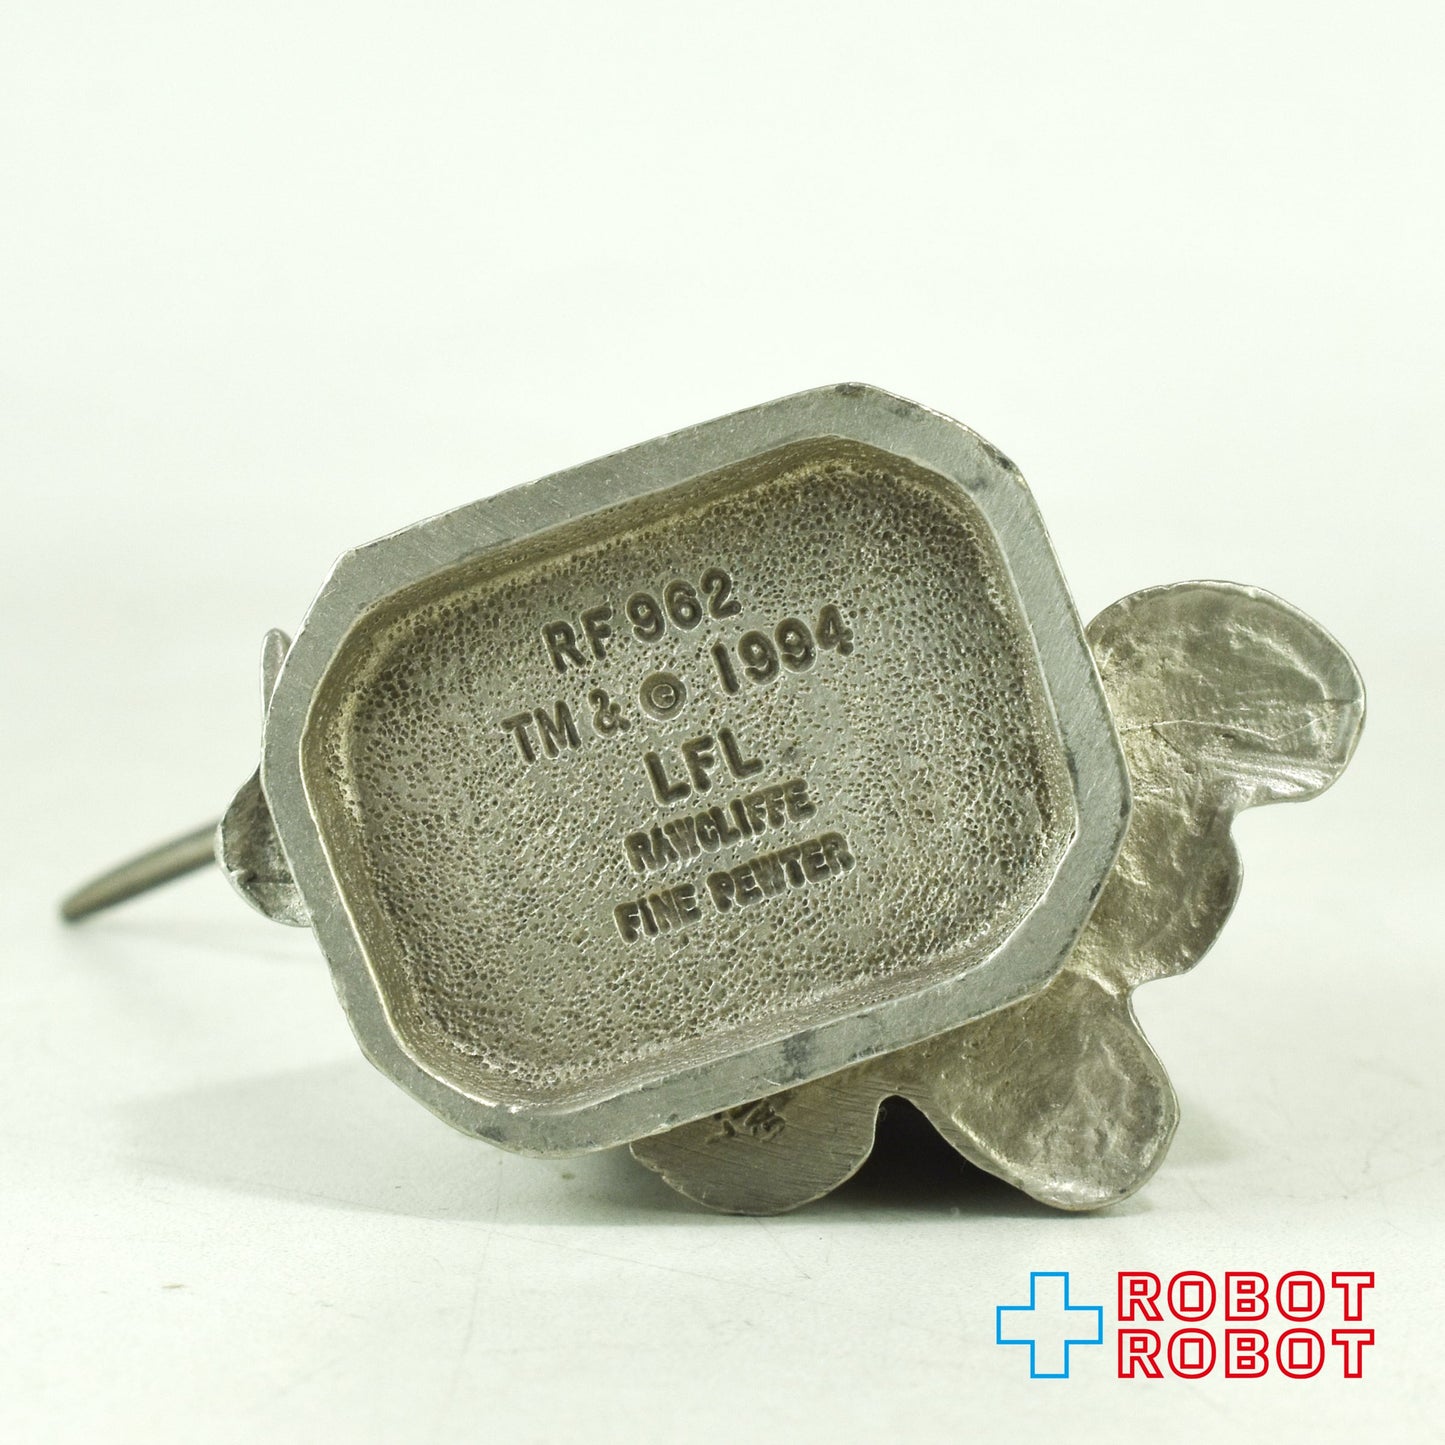 RF 962
TM & © 1994
LFL
RAWCLIFFE
FINE PEWTER
ROBOT
ROBOT